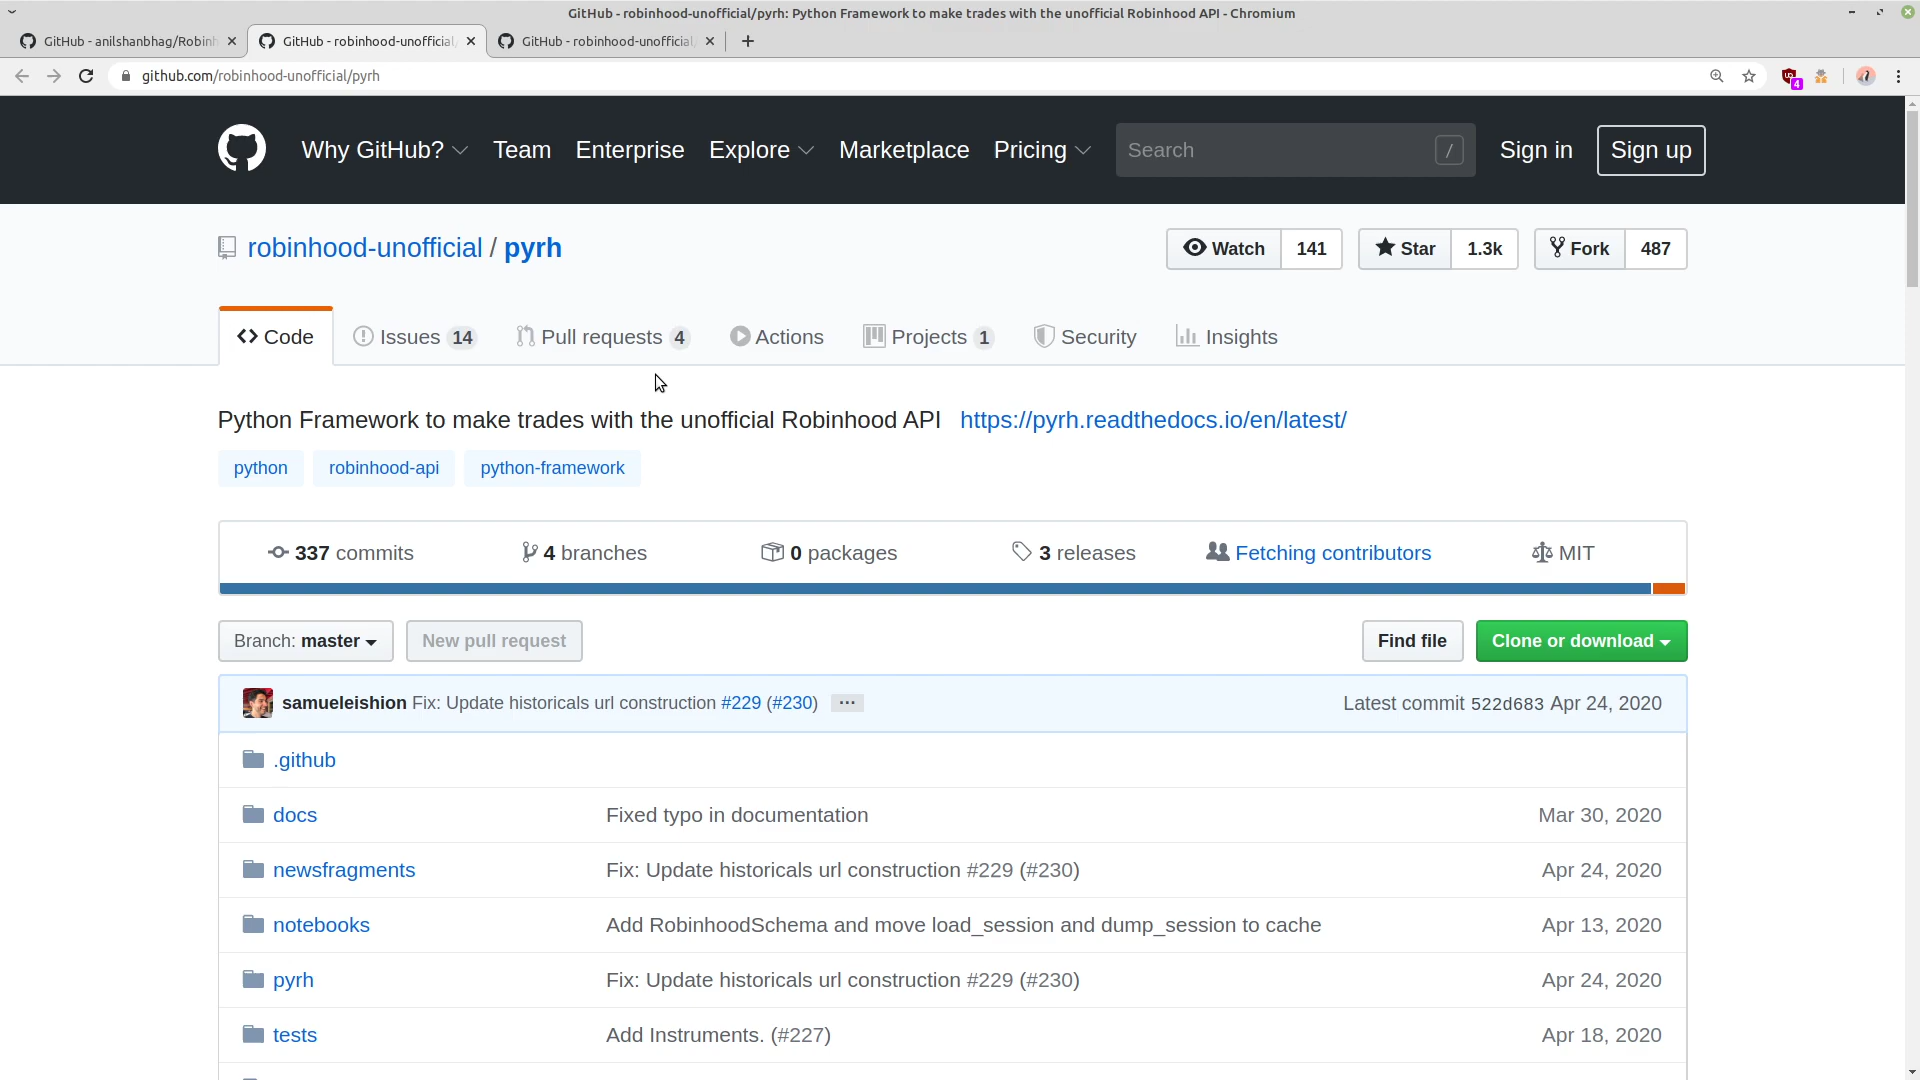 GitHub - robinhood-unofficial/pyrh: Python Framework to make trades with the unofficial Robinhood API - Chromium
GitHub - anilshanbhag/Robinh
GitHub - robinhood-unofficial/
GitHub - robinhood-unofficial/
github.com/robinhood-unofficial/pyrh
4
Why GitHub? Team Enterprise Explore Marketplace Pricing Search / Sign in Sign up
robinhood-unofficial / pyrh
Watch 141 Star 1.3k Fork 487
Code Issues 14 Pull requests 4 Actions Projects 1 Security Insights
Python Framework to make trades with the unofficial Robinhood API https://pyrh.readthedocs.io/en/latest/
python robinhood-api python-framework
337 commits 4 branches 0 packages 3 releases Fetching contributors MIT
Branch: master New pull request Find file Clone or download
samueleishion Fix: Update historicals url construction #229 (#230) ... Latest commit 522d683 Apr 24, 2020
.github
docs Fixed typo in documentation Mar 30, 2020
newsfragments Fix: Update historicals url construction #229 (#230) Apr 24, 2020
notebooks Add RobinhoodSchema and move load_session and dump_session to cache Apr 13, 2020
pyrh Fix: Update historicals url construction #229 (#230) Apr 24, 2020
tests Add Instruments. (#227) Apr 18, 2020